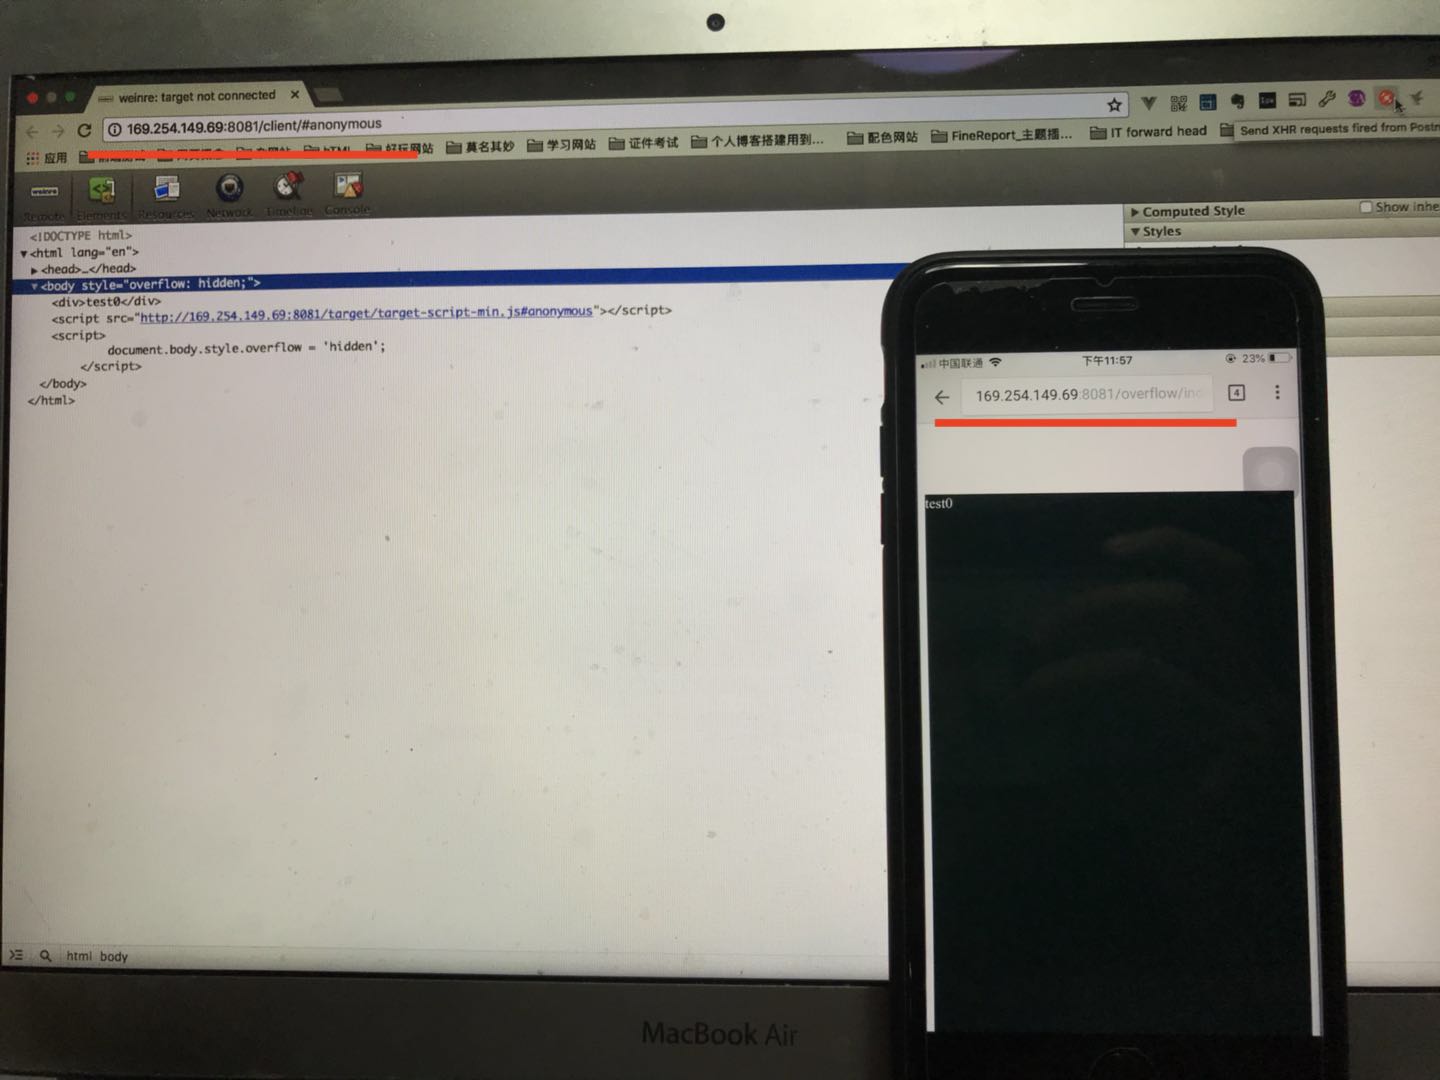 weinre: target not connected
169.254.149.69:8081/client/#anonymous
Send XHR requests fired from Postm
应用
好玩网站
莫名其妙
学习网站
证件考试
个人博客搭建用到...
配色网站
FineReport_主题插...
IT forward head
weinre
Remote Elements Resources Network Timeline Console
Computed Style
Show inhe
Styles
<!DOCTYPE html>
<html lang="en">
<head>…</head>
<body style="overflow: hidden;">
<div>test0</div>
<script src="http://169.254.149.69:8081/target/target-script-min.js#anonymous"></script>
<script>
document.body.style.overflow = 'hidden';
</script>
</body>
</html>
html body
MacBook Air
中国联通 下午11:57 23%
169.254.149.69:8081/overflow/ind
4
test0